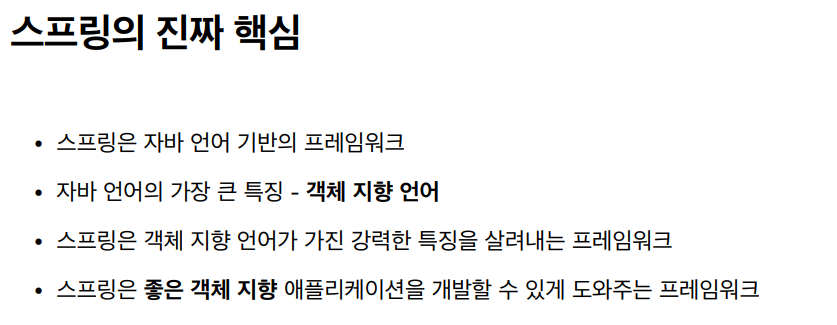 스프링의 진짜 핵심
• 스프링은 자바 언어 기반의 프레임워크
• 자바 언어의 가장 큰 특징 - 객체 지향 언어
• 스프링은 객체 지향 언어가 가진 강력한 특징을 살려내는 프레임워크
• 스프링은 좋은 객체 지향 애플리케이션을 개발할 수 있게 도와주는 프레임워크